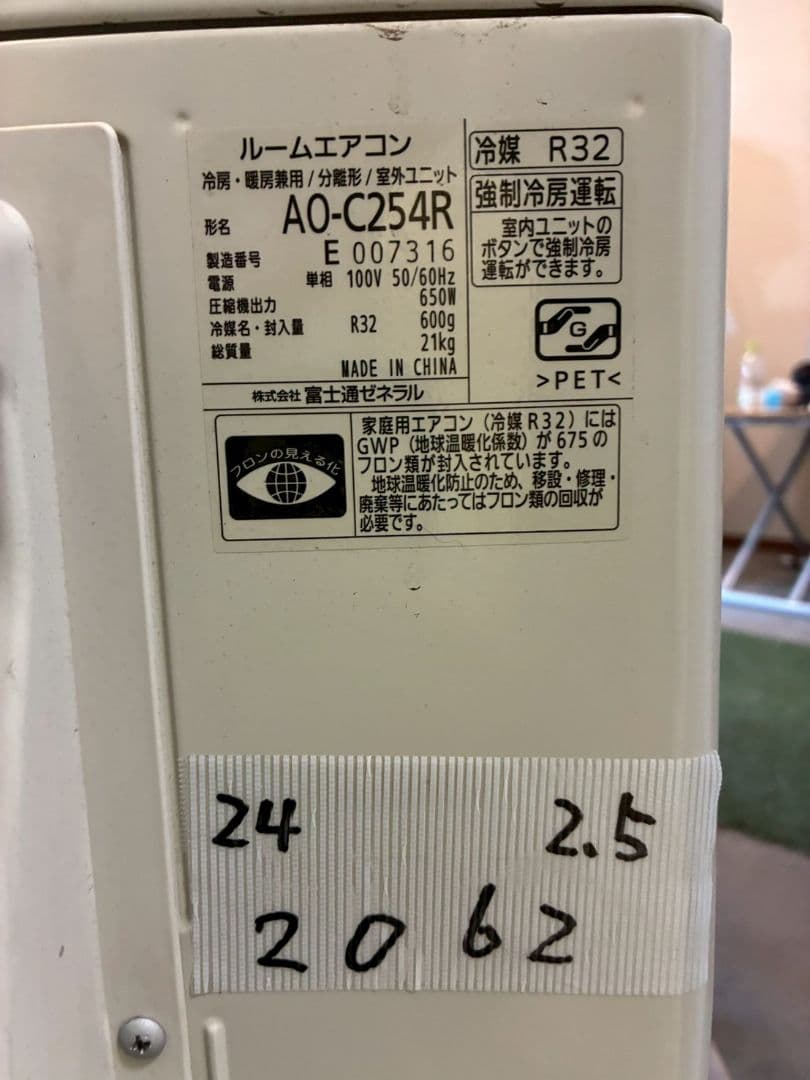 ルームエアコン
冷房・暖房兼用/分離形/室外ユニット
形名 AO-C254R
製造番号 E 007316
電源 単相 100V 50/60Hz
圧縮機出力 650W
冷媒名・封入量 R32 600g
総質量 21kg
MADE IN CHINA
株式会社 富士通ゼネラル
冷媒 R32
強制冷房運転
室内ユニットの
ボタンで強制冷房
運転ができます。
G
>PET<
フロンの見える化
家庭用エアコン(冷媒R32)には
GWP(地球温暖化係数)が675の
フロン類が封入されています。
地球温暖化防止のため、移設・修理・
廃棄等にあたってはフロン類の回収が
必要です。
24 2.5
2062